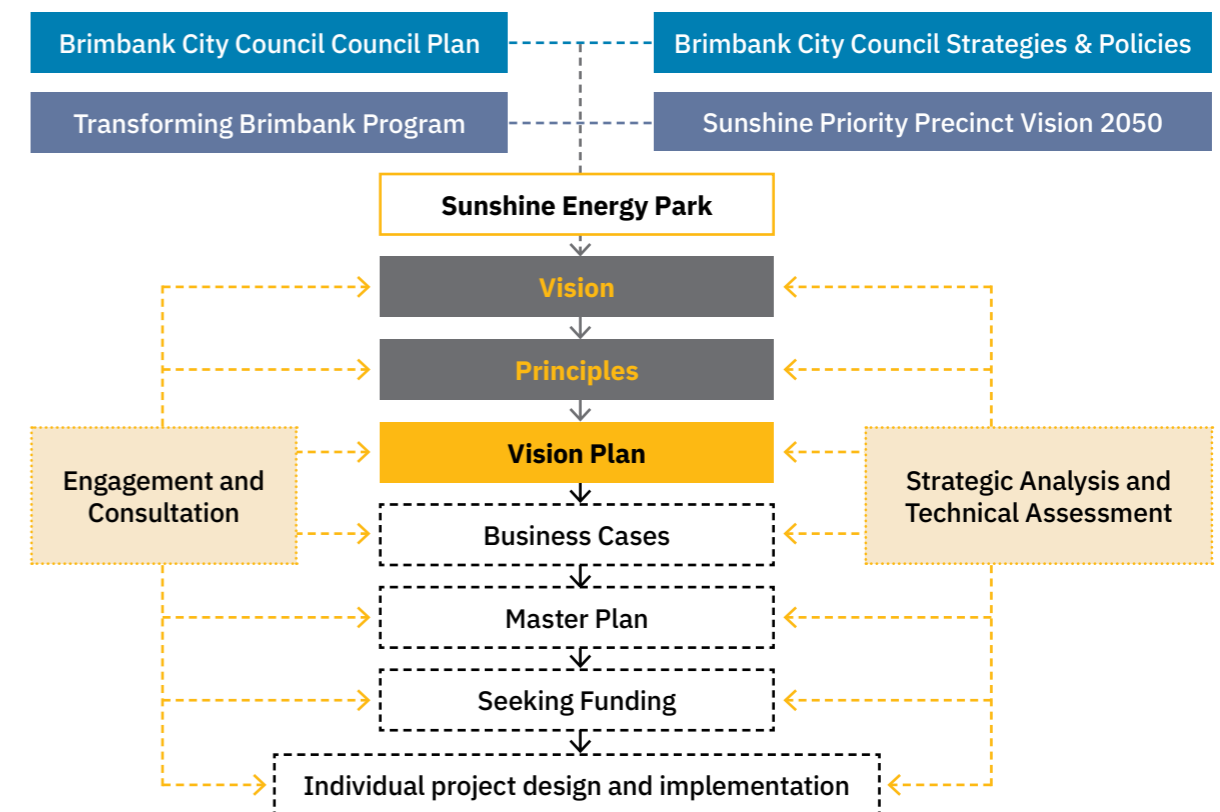 Brimbank City Council Council Plan
Brimbank City Council Strategies & Policies
Transforming Brimbank Program
Sunshine Priority Precinct Vision 2050
Sunshine Energy Park
Vision
Principles
Vision Plan
Engagement and
Consultation
Strategic Analysis and
Technical Assessment
Business Cases
Master Plan
Seeking Funding
Individual project design and implementation